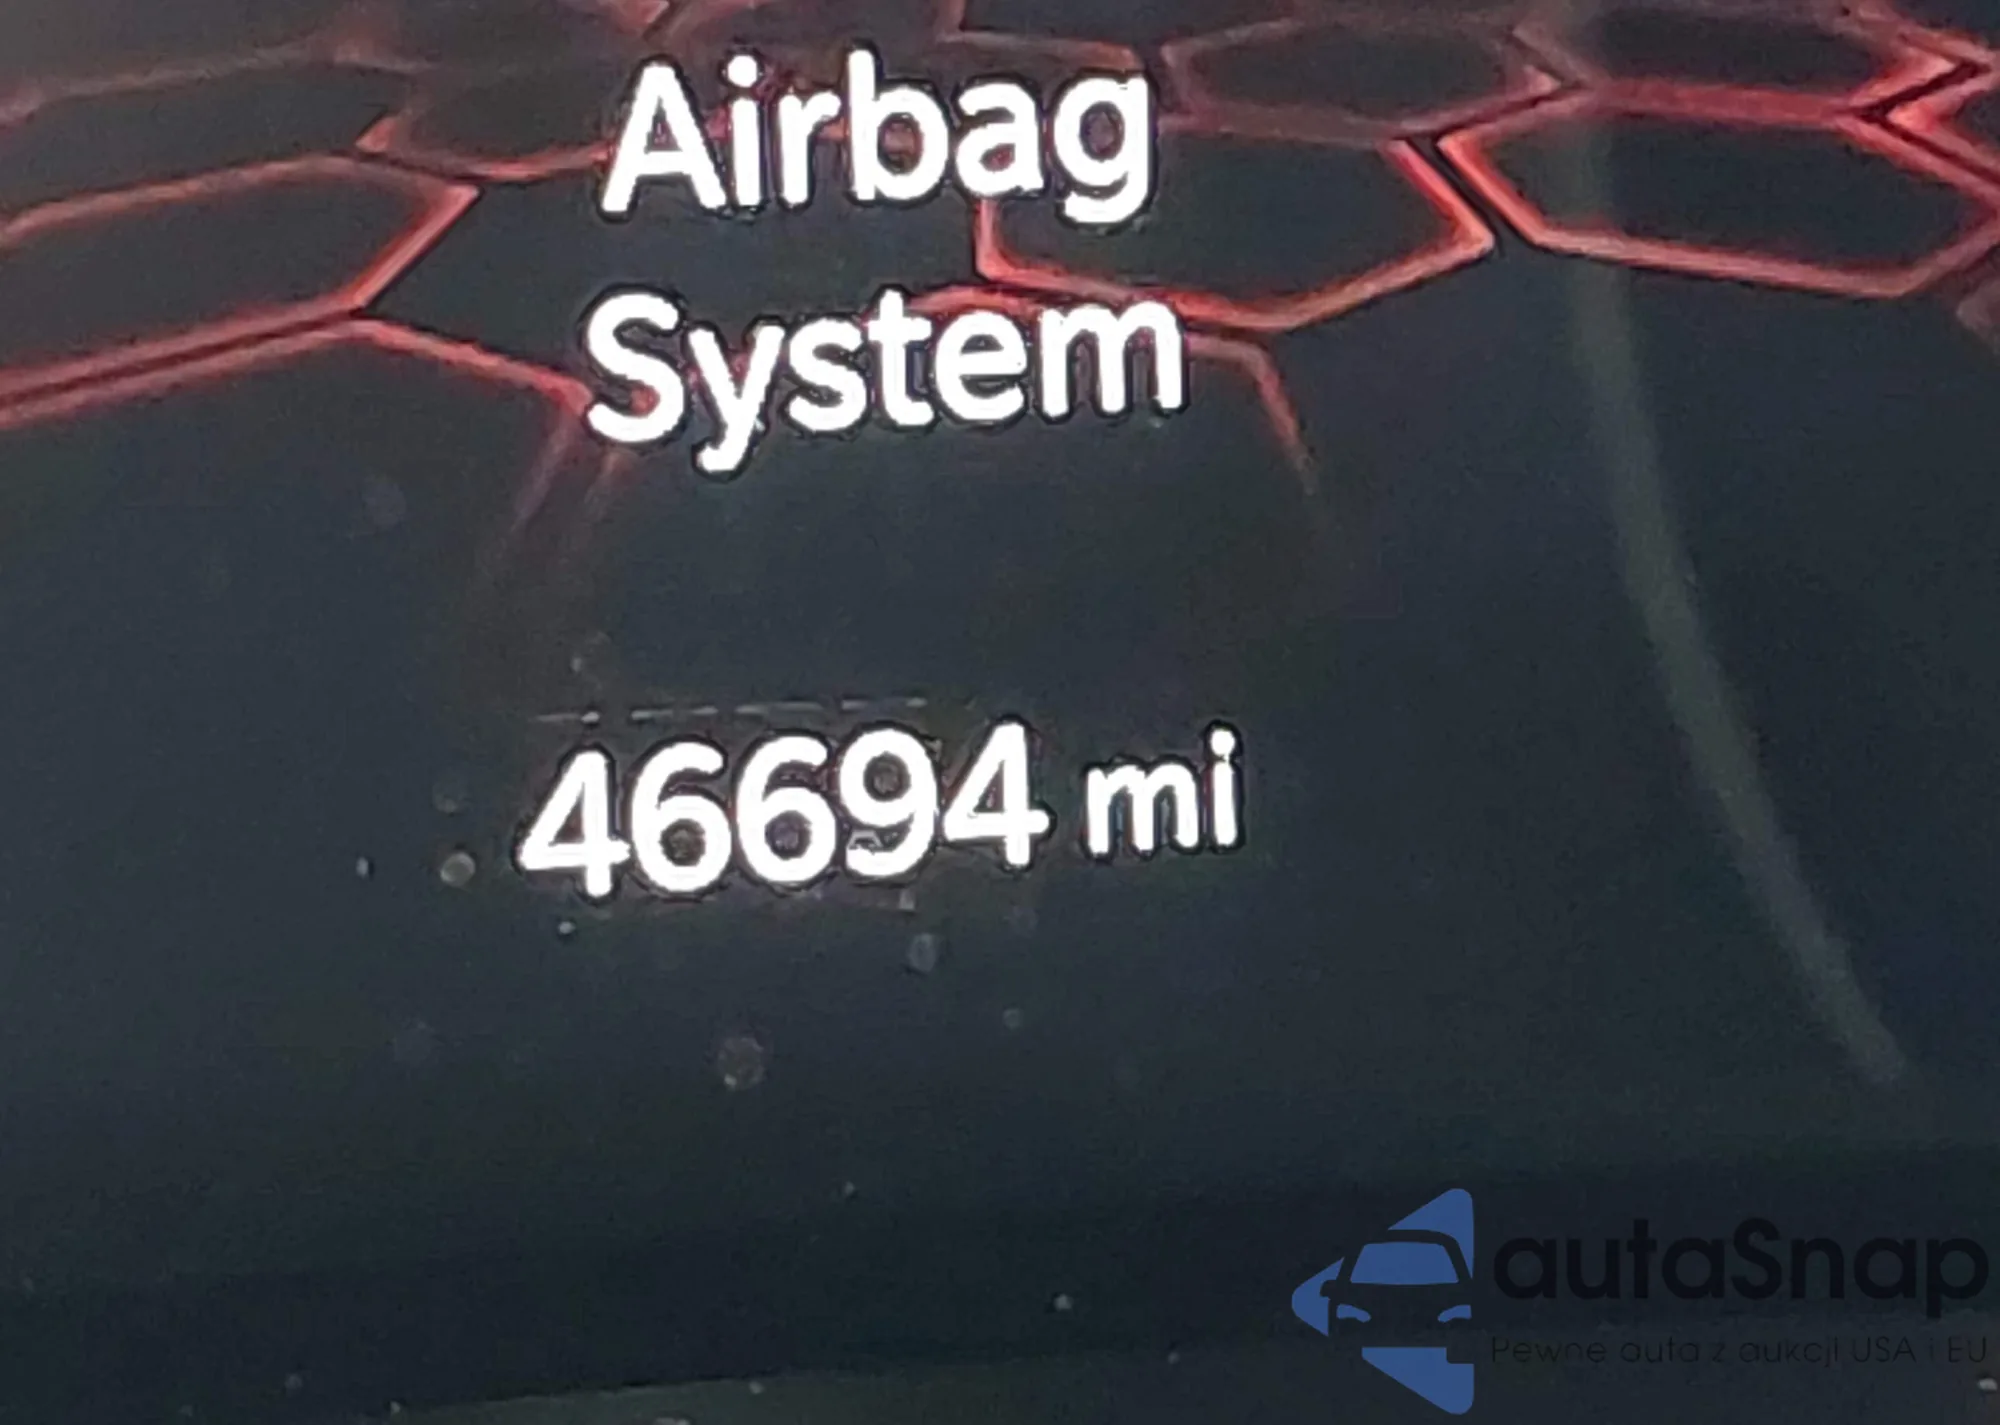 Airbag
System
46694 mi
autaSnap
Pewne auta z aukcji USA i EU